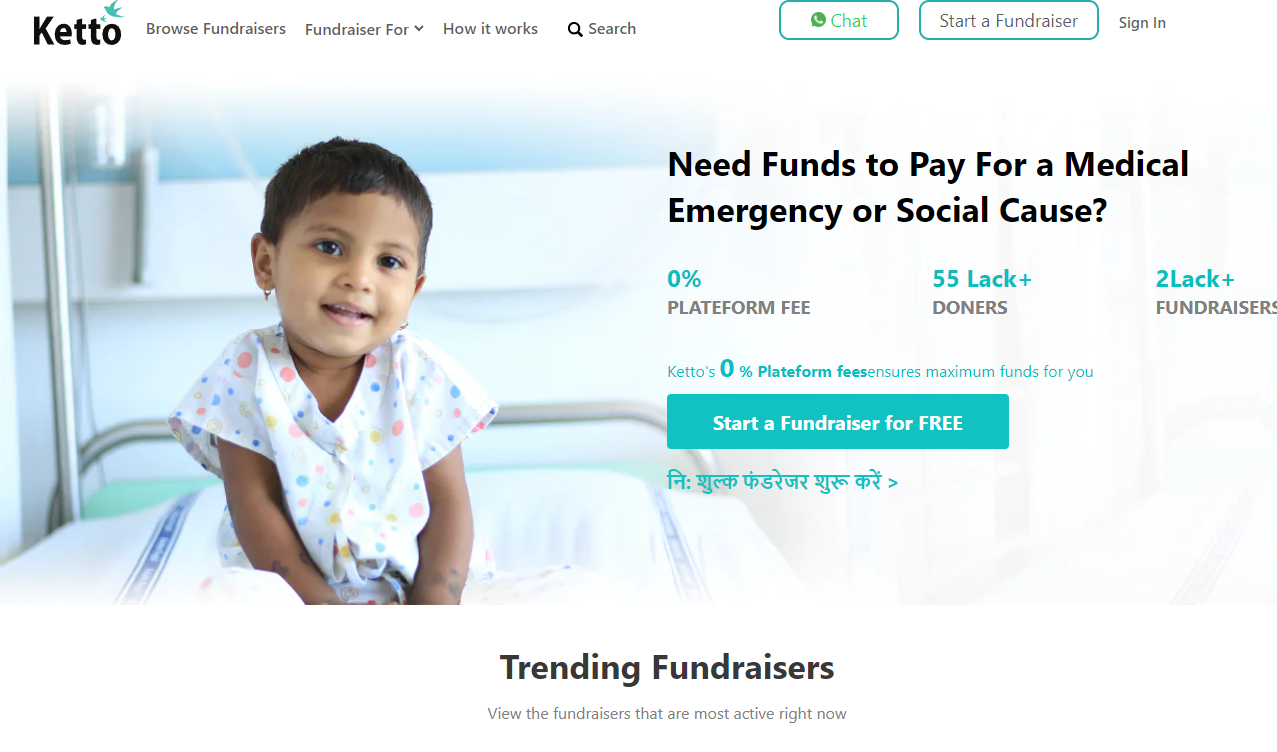 Ketto
Browse Fundraisers
Fundraiser For
How it works
Search
Chat
Start a Fundraiser
Sign In
Need Funds to Pay For a Medical
Emergency or Social Cause?
0%
PLATEFORM FEE
55 Lack+
DONERS
2Lack+
FUNDRAISERS
Ketto's 0 % Plateform feesensures maximum funds for you
Start a Fundraiser for FREE
नि: शुल्क फंडरेजर शुरू करें >
Trending Fundraisers
View the fundraisers that are most active right now